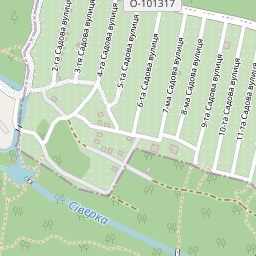 О-101317
2-га Садова вулиця
3-тя Садова вулиця
4-та Садова вулиця
5-та Садова вулиця
6-та Садова вулиця
7-ма Садова вулиця
8-ма Садова вулиця
9-та Садова вулиця
10-та Садова вулиця
11-та Садова вулиця
Сіверка